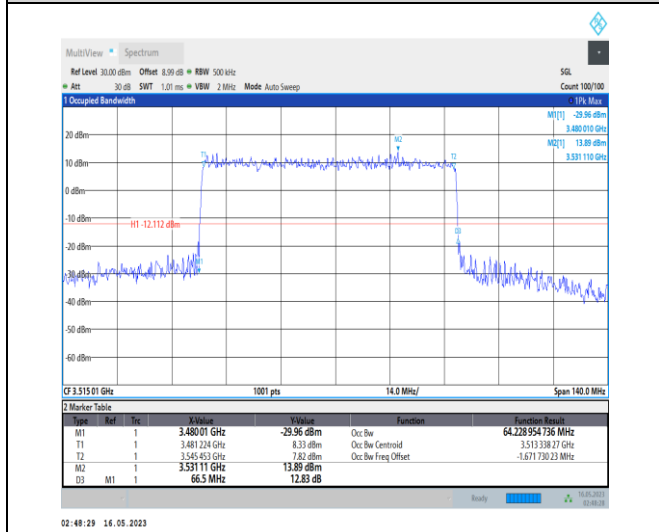 MultiView Spectrum
Ref Level 30.00 dBm Offset 8.99 dB RBW 500 kHz SGL
Att 30 dB SWT 1.01 ms VBW 2 MHz Mode Auto Sweep Count 100/100
1 Occupied Bandwidth 1Pk Max
M1[1] -29.96 dBm
3.480 010 GHz
20 dBm M2 M2[1] 13.89 dBm
T1 T2 3.531 110 GHz
10 dBm
0 dBm
-10 dBm H1 -12.112 dBm
D3
-20 dBm
M1
-30 dBm
-40 dBm
-50 dBm
-60 dBm
CF 3.515 01 GHz 1001 pts 14.0 MHz/ Span 140.0 MHz
2 Marker Table
Type Ref Trc X-Value Y-Value Function Function Result
M1 1 3.480 01 GHz -29.96 dBm Occ Bw 64.228 954 736 MHz
T1 1 3.481 224 GHz 8.33 dBm Occ Bw Centroid 3.513 338 27 GHz
T2 1 3.545 453 GHz 7.82 dBm Occ Bw Freq Offset -1.671 730 23 MHz
M2 1 3.531 11 GHz 13.89 dBm
D3 M1 1 66.5 MHz 12.83 dB
Ready 16.05.2023
02:48:28
02:48:29 16.05.2023